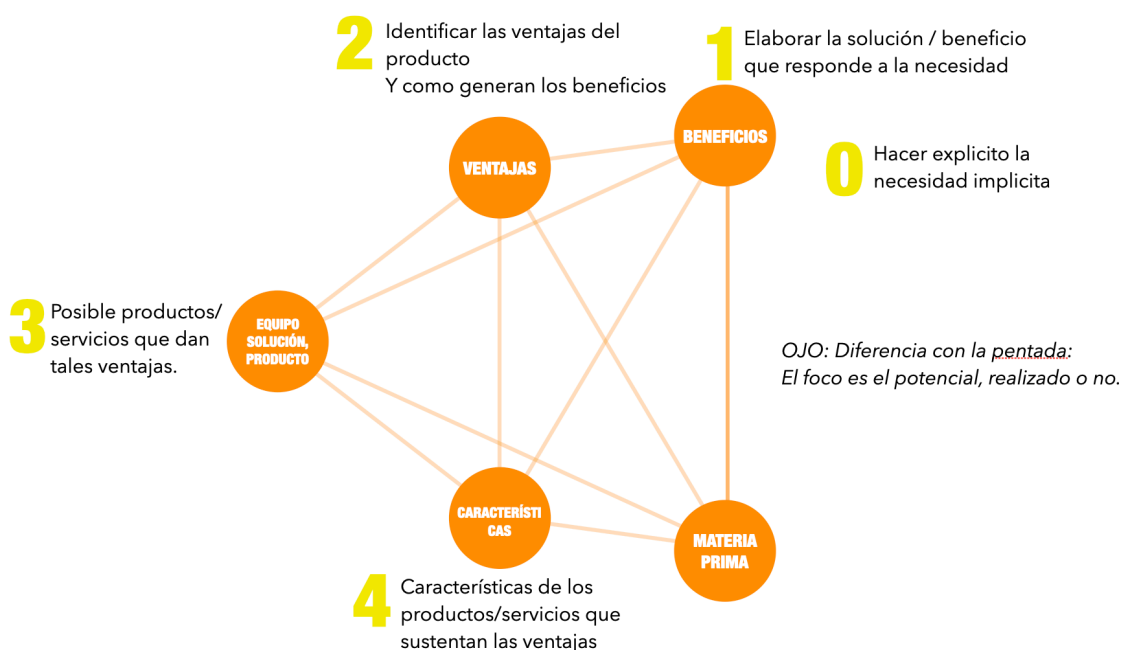 2
Identificar las ventajas del
producto
Y como generan los beneficios
1
Elaborar la solución / beneficio
que responde a la necesidad
VENTAJAS
BENEFICIOS
0
Hacer explicito la
necesidad implicita
3
Posible productos/
servicios que dan
tales ventajas.
EQUIPO
SOLUCIÓN,
PRODUCTO
OJO: Diferencia con la pentada:
El foco es el potencial, realizado o no.
CARACTERÍSTI
CAS
MATERIA
PRIMA
4
Características de los
productos/servicios que
sustentan las ventajas